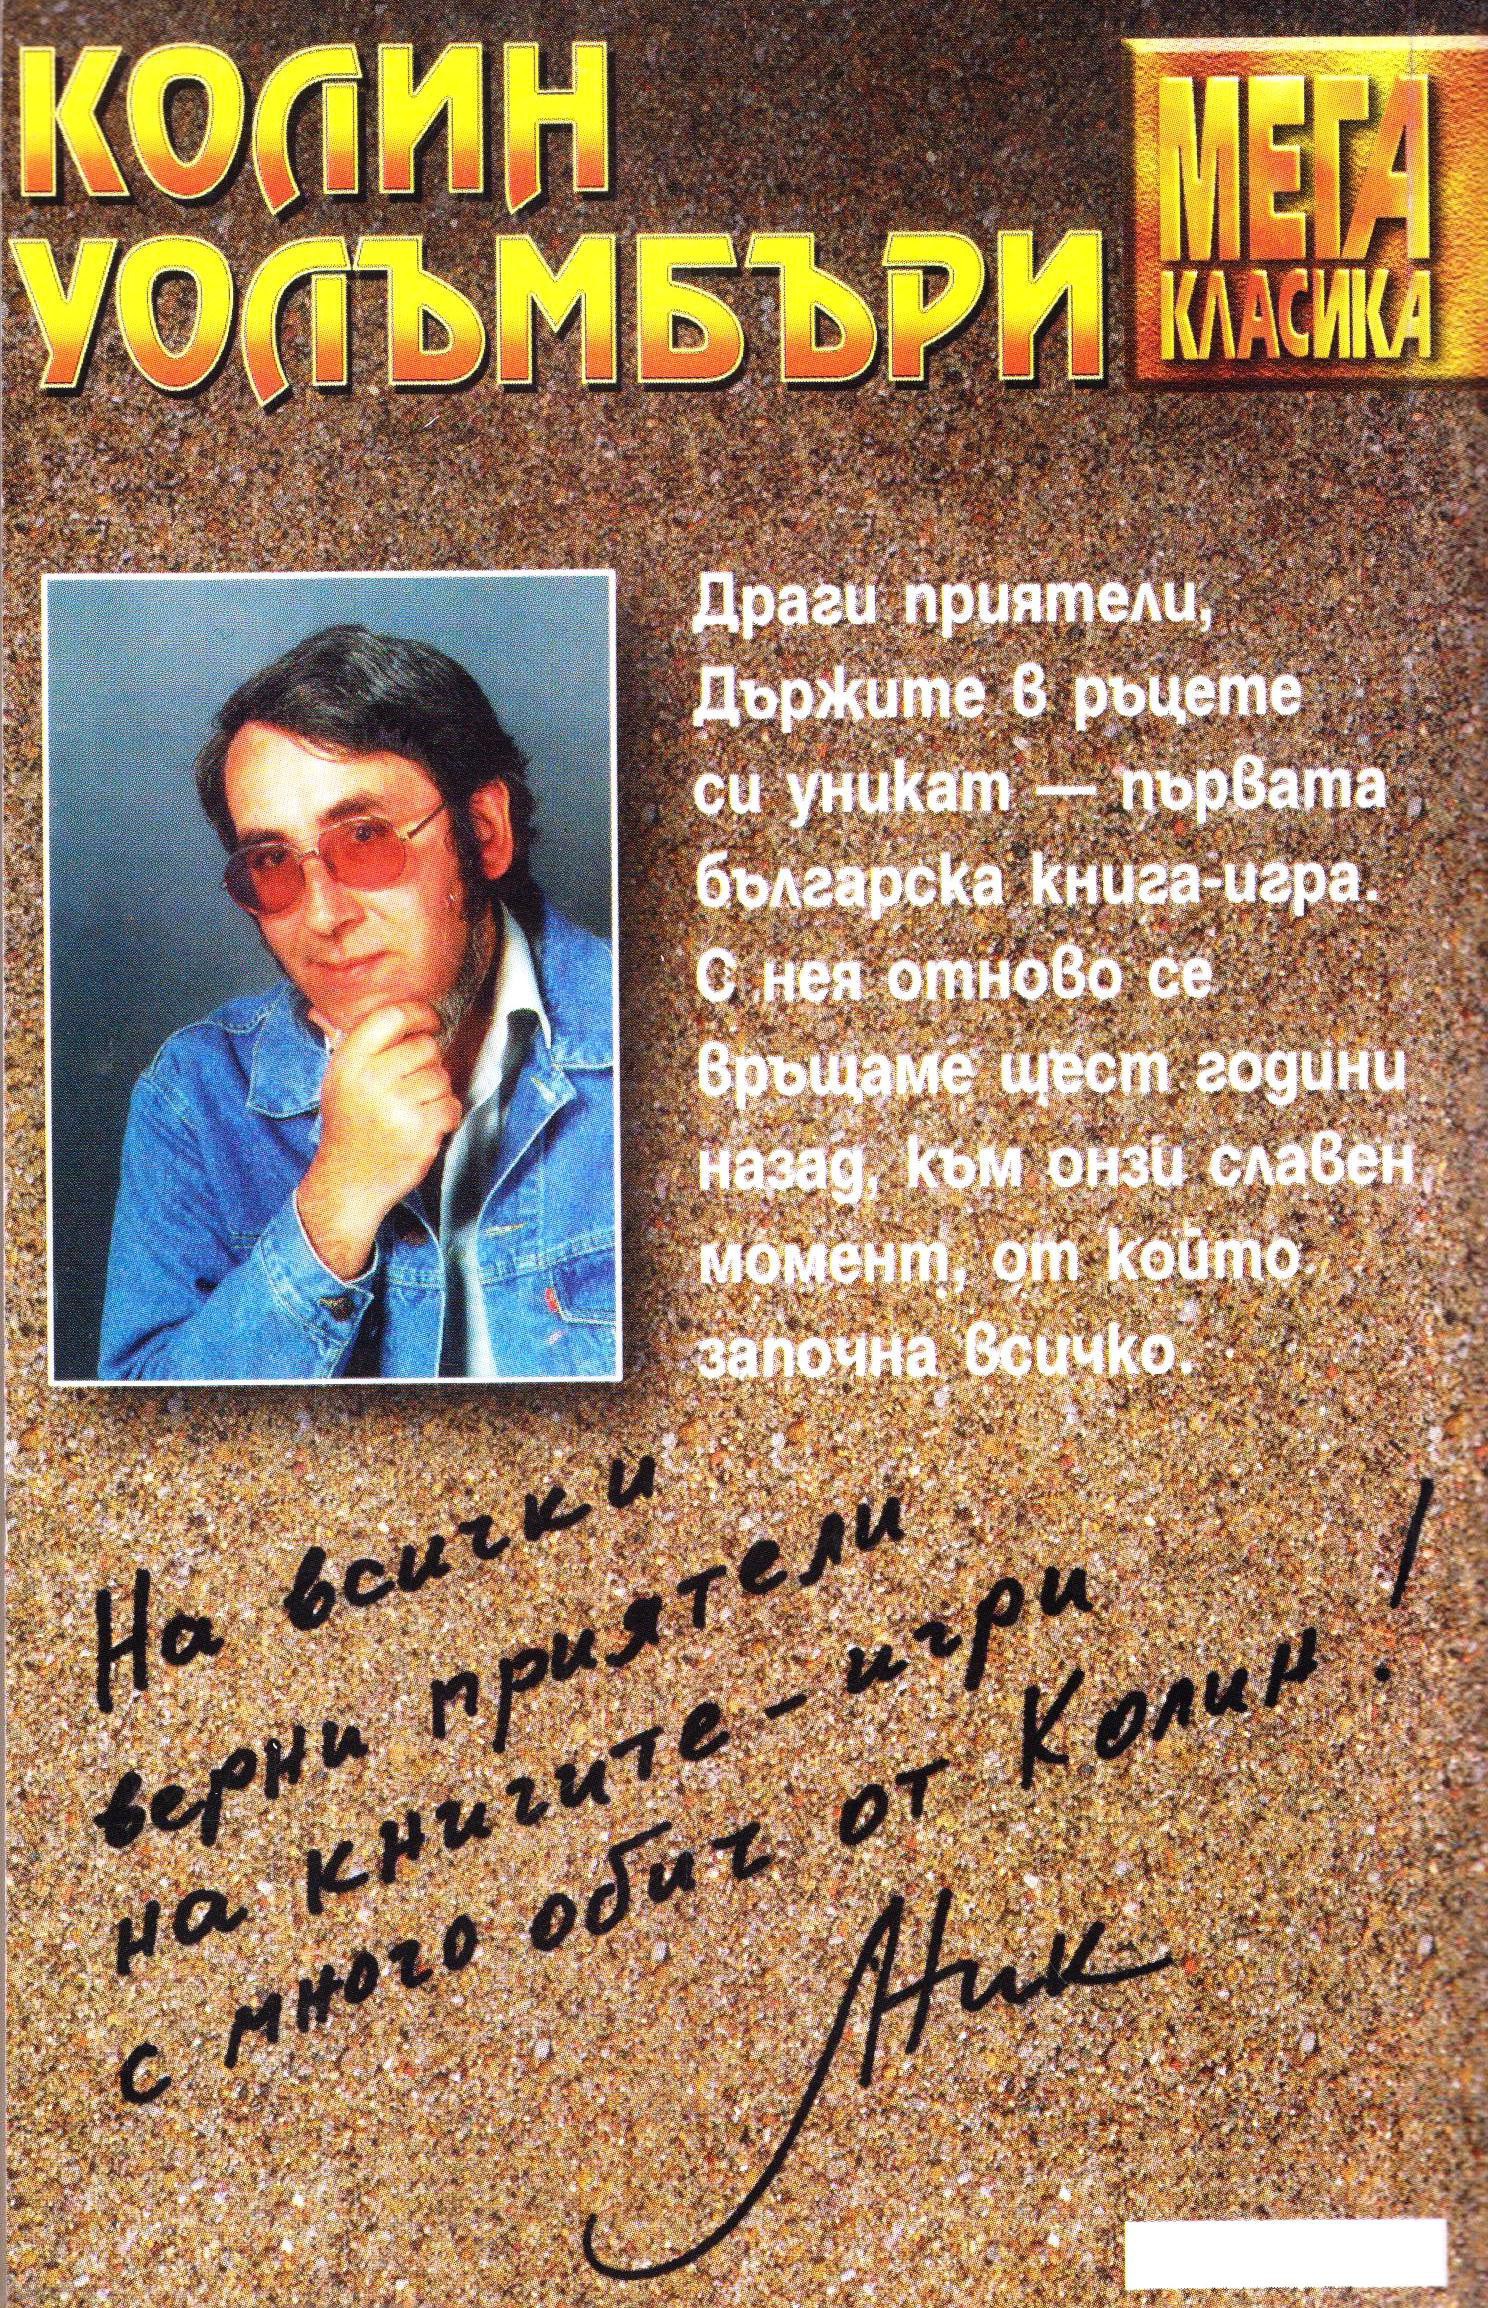 КОЛИН
УОЛЪМБЪРИ
МЕГА
КЛАСИКА
Драги приятели,
Държите в ръцете
си уникат — първата
българска книга-игра.
С нея отново се
връщаме шест години
назад, към онзи славен
момент, от който
започна всичко.
На всички
верни приятели
на книгите-игри
с много обич от Колин!
Ник